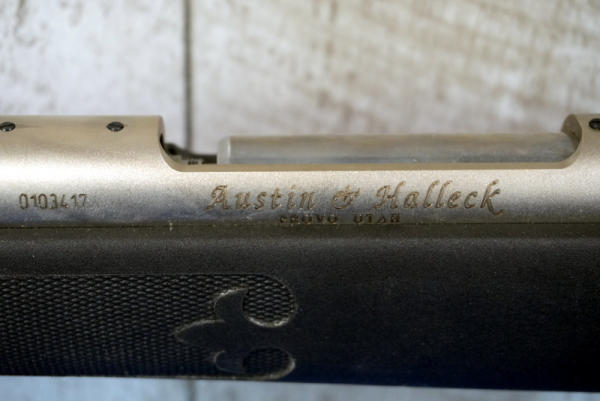 0103417
Austin & Halleck
PROVO UTAH